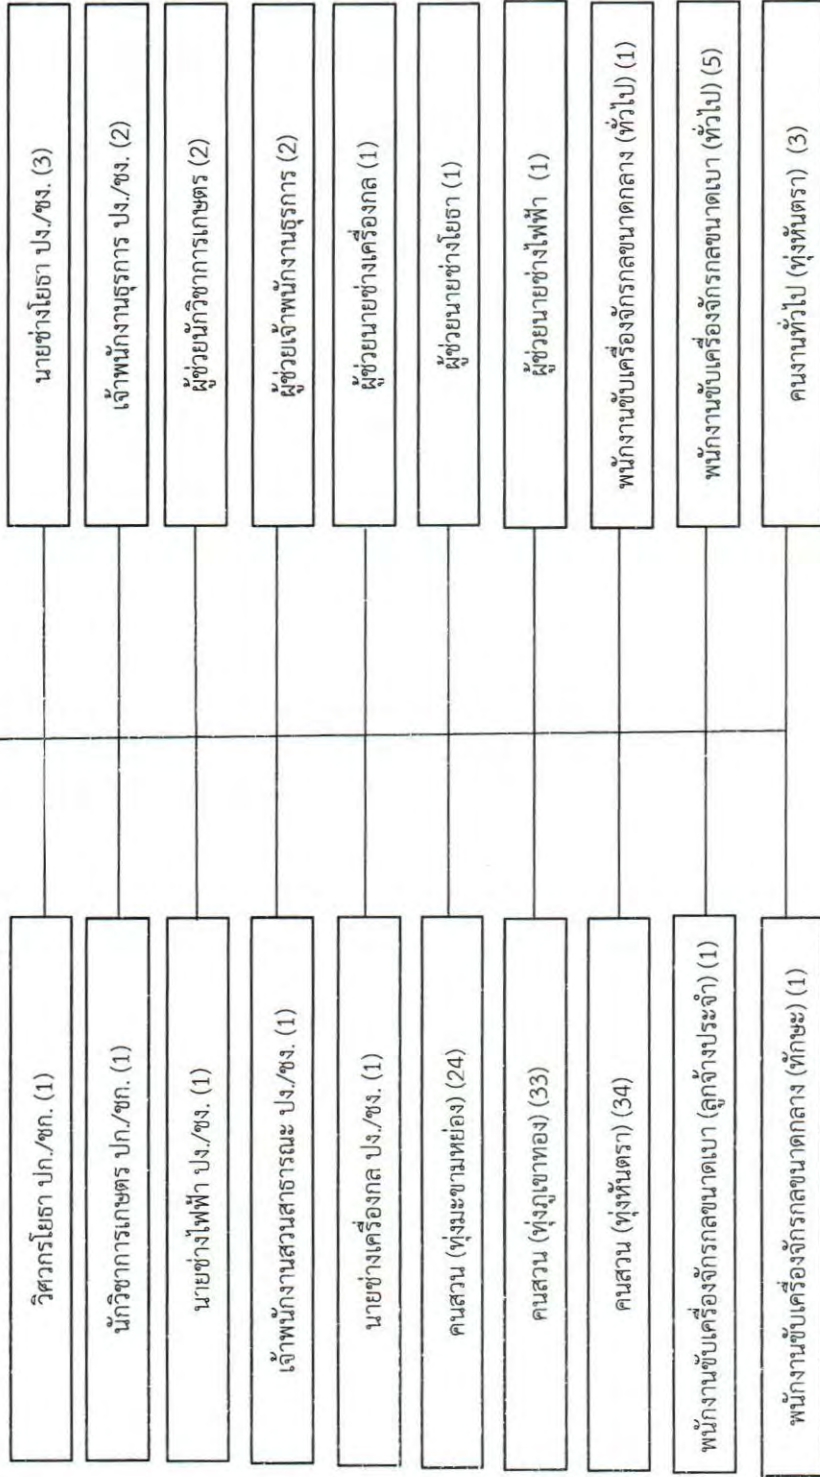 วิศวกรโยธา ปก./ชก. (1)
นักวิชาการเกษตร ปก./ชก. (1)
นายช่างไฟฟ้า ปง./ชง. (1)
เจ้าพนักงานสวนสาธารณะ ปง./ชง. (1)
นายช่างเครื่องกล ปง./ชง. (1)
คนสวน (ทุ่งมะขามหย่อง) (24)
คนสวน (ทุ่งภูเขาทอง) (33)
คนสวน (ทุ่งหันตรา) (34)
พนักงานขับเครื่องจักรกลขนาดเบา (ลูกจ้างประจำ) (1)
พนักงานขับเครื่องจักรกลขนาดกลาง (ทักษะ) (1)
นายช่างโยธา ปง./ชง. (3)
เจ้าพนักงานธุรการ ปง./ชง. (2)
ผู้ช่วยนักวิชาการเกษตร (2)
ผู้ช่วยเจ้าพนักงานธุรการ (2)
ผู้ช่วยนายช่างเครื่องกล (1)
ผู้ช่วยนายช่างโยธา (1)
ผู้ช่วยนายช่างไฟฟ้า (1)
พนักงานขับเครื่องจักรกลขนาดกลาง (ทั่วไป) (1)
พนักงานขับเครื่องจักรกลขนาดเบา (ทั่วไป) (5)
คนงานทั่วไป (ทุ่งหันตรา) (3)